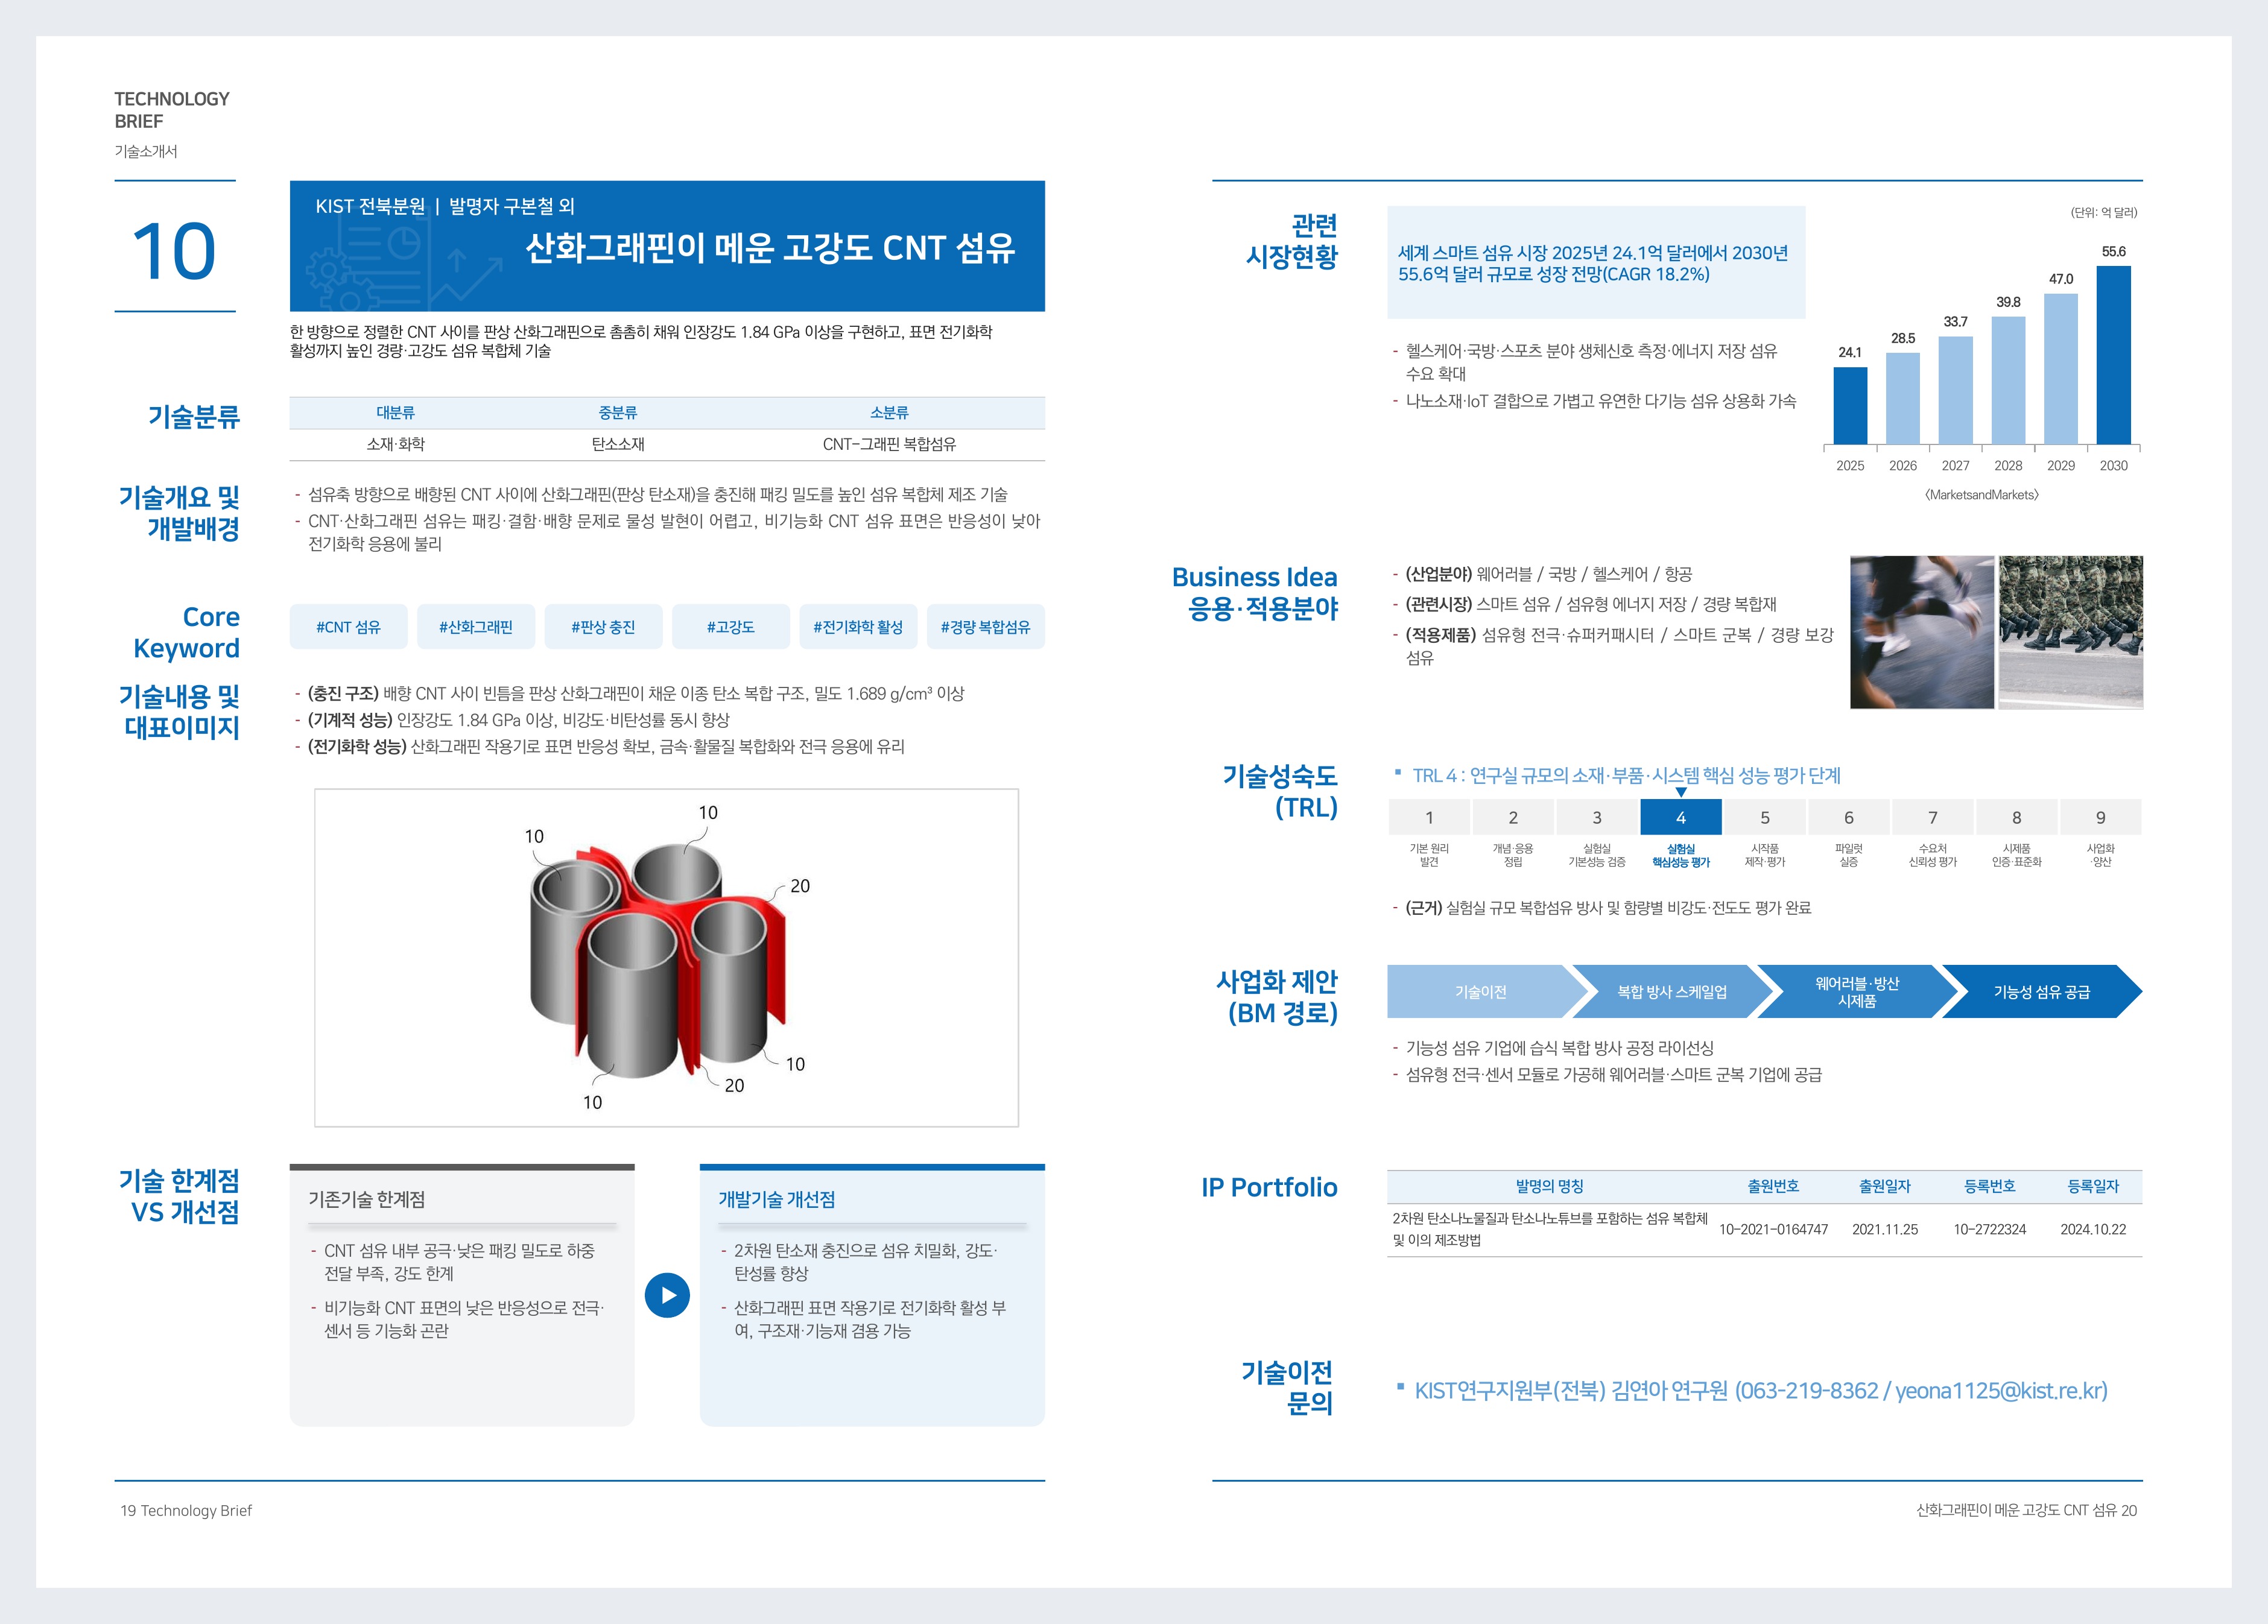 TECHNOLOGY
BRIEF
기술소개서
10
KIST 전북분원 | 발명자 구본철 외
산화그래핀이 메운 고강도 CNT 섬유
한 방향으로 정렬한 CNT 사이를 판상 산화그래핀으로 촘촘히 채워 인장강도 1.84 GPa 이상을 구현하고, 표면 전기화학
활성까지 높인 경량·고강도 섬유 복합체 기술
기술분류
대분류 중분류 소분류
소재·화학 탄소소재 CNT-그래핀 복합섬유
기술개요 및
개발배경
- 섬유축 방향으로 배향된 CNT 사이에 산화그래핀(판상 탄소재)을 충진해 패킹 밀도를 높인 섬유 복합체 제조 기술
- CNT·산화그래핀 섬유는 패킹·결함·배향 문제로 물성 발현이 어렵고, 비기능화 CNT 섬유 표면은 반응성이 낮아
전기화학 응용에 불리
Core
Keyword
#CNT 섬유 #산화그래핀 #판상 충진 #고강도 #전기화학 활성 #경량 복합섬유
기술내용 및
대표이미지
- (충진 구조) 배향 CNT 사이 빈틈을 판상 산화그래핀이 채운 이종 탄소 복합 구조, 밀도 1.689 g/cm³ 이상
- (기계적 성능) 인장강도 1.84 GPa 이상, 비강도·비탄성률 동시 향상
- (전기화학 성능) 산화그래핀 작용기로 표면 반응성 확보, 금속·활물질 복합화와 전극 응용에 유리
10
10
20
10
20
10
기술 한계점
VS 개선점
기존기술 한계점
- CNT 섬유 내부 공극·낮은 패킹 밀도로 하중
전달 부족, 강도 한계
- 비기능화 CNT 표면의 낮은 반응성으로 전극·
센서 등 기능화 곤란
개발기술 개선점
- 2차원 탄소재 충진으로 섬유 치밀화, 강도·
탄성률 향상
- 산화그래핀 표면 작용기로 전기화학 활성 부
여, 구조재·기능재 겸용 가능
19 Technology Brief
관련
시장현황
세계 스마트 섬유 시장 2025년 24.1억 달러에서 2030년
55.6억 달러 규모로 성장 전망(CAGR 18.2%)
- 헬스케어·국방·스포츠 분야 생체신호 측정·에너지 저장 섬유
수요 확대
- 나노소재·IoT 결합으로 가볍고 유연한 다기능 섬유 상용화 가속
(단위: 억 달러)
24.1 28.5 33.7 39.8 47.0 55.6
2025 2026 2027 2028 2029 2030
〈MarketsandMarkets〉
Business Idea
응용·적용분야
- (산업분야) 웨어러블 / 국방 / 헬스케어 / 항공
- (관련시장) 스마트 섬유 / 섬유형 에너지 저장 / 경량 복합재
- (적용제품) 섬유형 전극·슈퍼커패시터 / 스마트 군복 / 경량 보강
섬유
기술성숙도
(TRL)
▪ TRL 4 : 연구실 규모의 소재·부품·시스템 핵심 성능 평가 단계
1 2 3 4 5 6 7 8 9
기본 원리 개념·응용 실험실 실험실 시작품 파일럿 수요처 시제품 사업화
발견 정립 기본성능 검증 핵심성능 평가 제작·평가 실증 신뢰성 평가 인증·표준화 ·양산
- (근거) 실험실 규모 복합섬유 방사 및 함량별 비강도·전도도 평가 완료
사업화 제안
(BM 경로)
기술이전
복합 방사 스케일업
웨어러블·방산
시제품
기능성 섬유 공급
- 기능성 섬유 기업에 습식 복합 방사 공정 라이선싱
- 섬유형 전극·센서 모듈로 가공해 웨어러블·스마트 군복 기업에 공급
IP Portfolio
발명의 명칭 출원번호 출원일자 등록번호 등록일자
2차원 탄소나노물질과 탄소나노튜브를 포함하는 섬유 복합체
및 이의 제조방법
10-2021-0164747 2021.11.25 10-2722324 2024.10.22
기술이전
문의
▪ KIST연구지원부(전북) 김연아 연구원 (063-219-8362 / yeona1125@kist.re.kr)
산화그래핀이 메운 고강도 CNT 섬유 20